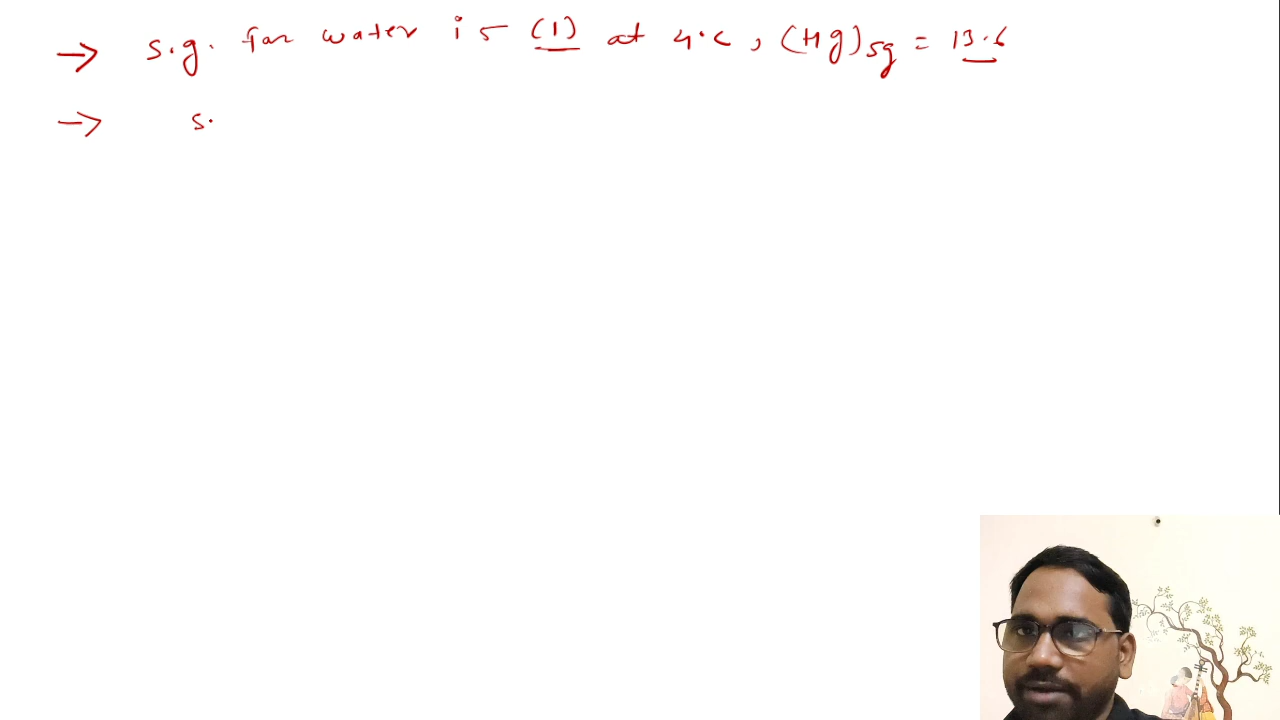 → s.g. for water is (1) at 4°c, (Hg)sg = 13.6
→ s.